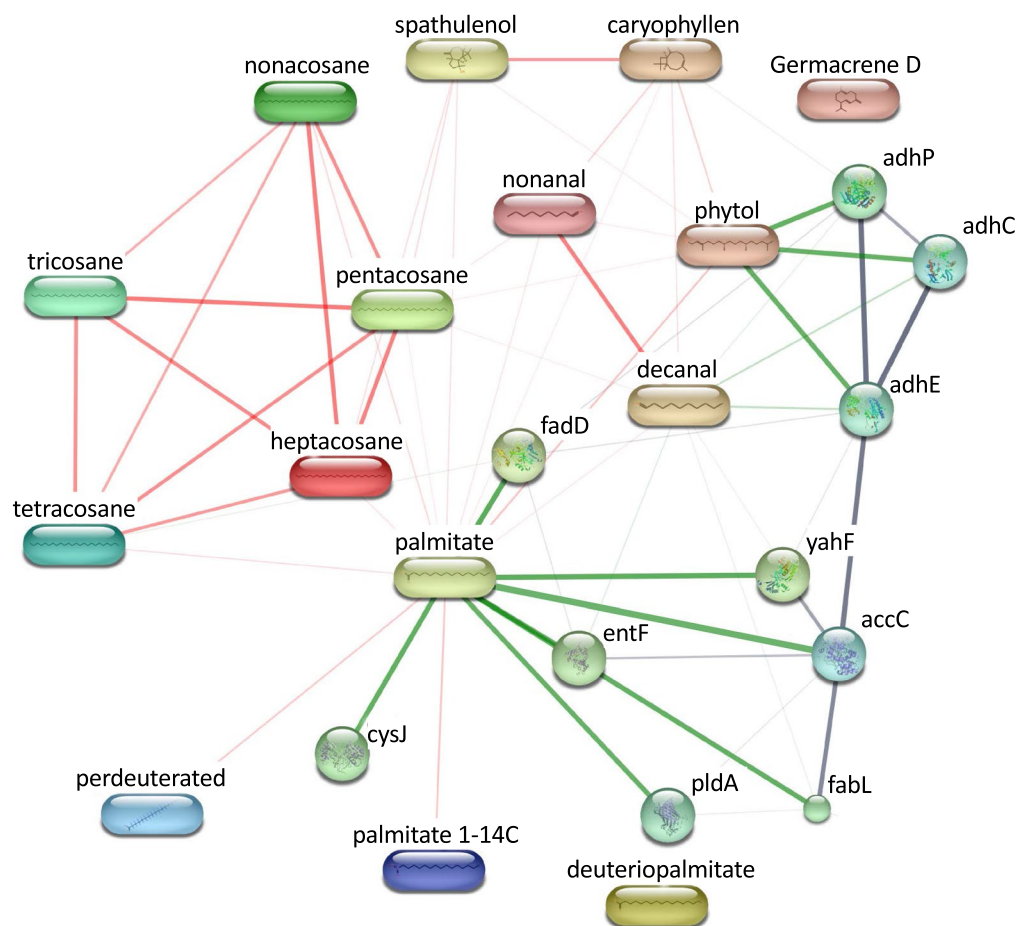 spathulenol
caryophyllen
nonacosane
Germacrene D
adhP
nonanal
phytol
adhC
tricosane
pentacosane
decanal
adhE
fadD
heptacosane
tetracosane
palmitate
yahF
entF
accC
cysJ
perdeuterated
pldA
fabL
palmitate 1-14C
deuteriopalmitate